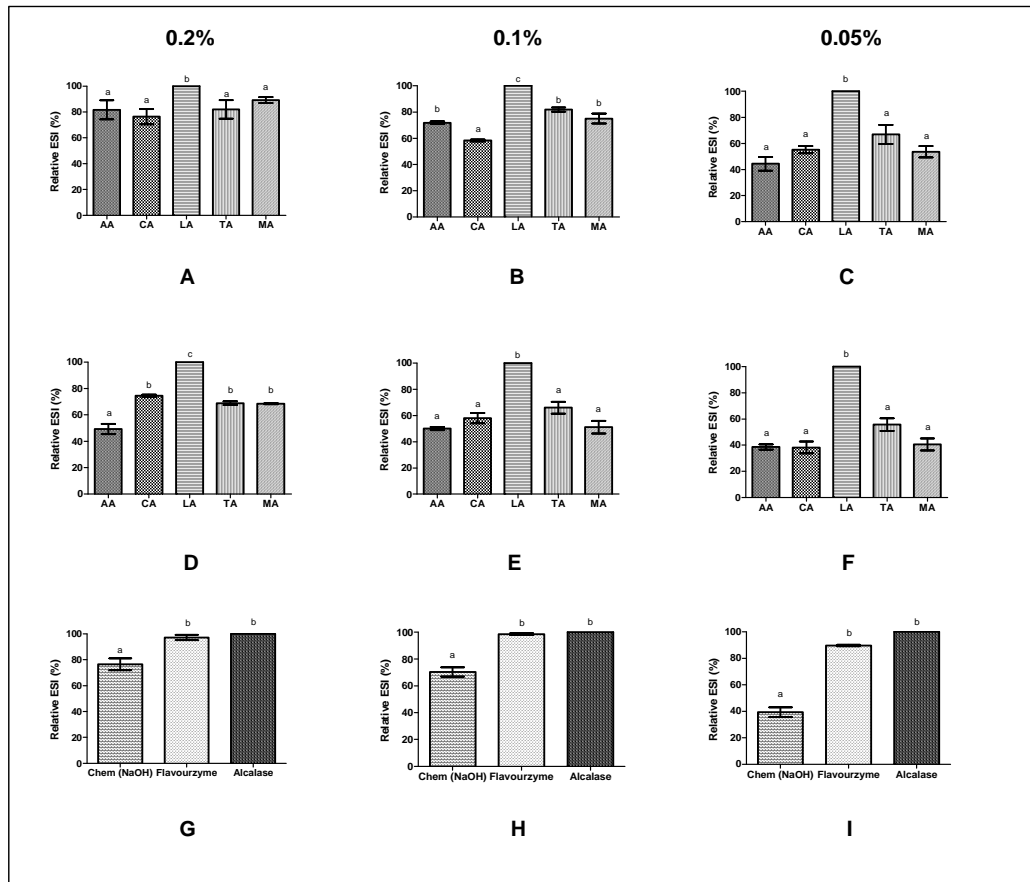 0.2%
0.1%
0.05%
Relative ESI (%)
100
80
60
40
20
0
a
a
b
a
a
AA CA LA TA MA
A
Relative ESI (%)
100
80
60
40
20
0
b
a
c
b
b
AA CA LA TA MA
B
Relative ESI (%)
100
80
60
40
20
0
a
a
b
a
a
AA CA LA TA MA
C
Relative ESI (%)
100
80
60
40
20
0
a
b
c
b
b
AA CA LA TA MA
D
Relative ESI (%)
100
80
60
40
20
0
a
a
b
a
a
AA CA LA TA MA
E
Relative ESI (%)
100
80
60
40
20
0
a
a
b
a
a
AA CA LA TA MA
F
Relative ESI (%)
100
80
60
40
20
0
a
b
b
Chem (NaOH) Flavourzyme Alcalase
G
Relative ESI (%)
100
80
60
40
20
0
a
b
b
Chem (NaOH) Flavourzyme Alcalase
H
Relative ESI (%)
100
80
60
40
20
0
a
b
b
Chem (NaOH) Flavourzyme Alcalase
I